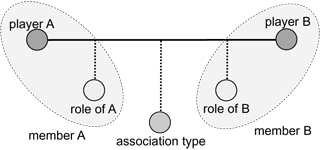 player A
player B
role of A
role of B
member A
member B
association type